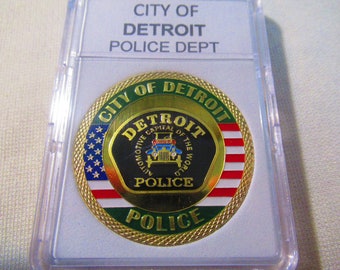 CITY OF
DETROIT
POLICE DEPT
CITY OF DETROIT
DETROIT
AUTOMOTIVE CAPITAL OF THE WORLD
POLICE
POLICE